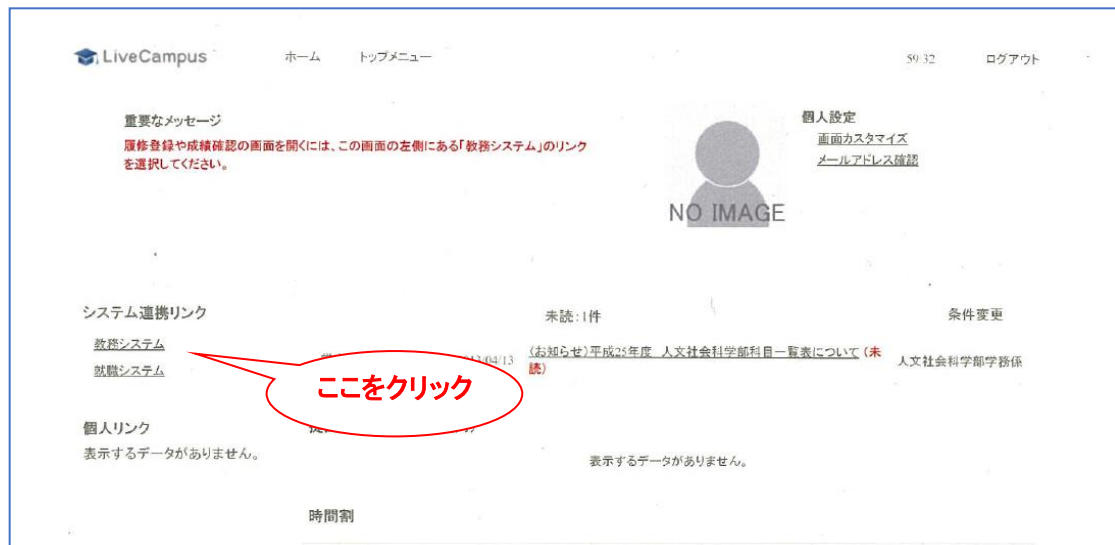 LiveCampus ホーム トップメニュー 59:32 ログアウト
重要なメッセージ
履修登録や成績確認の画面を開くには、この画面の左側にある「教務システム」のリンク
を選択してください。
個人設定
画面カスタマイズ
メールアドレス確認
NO IMAGE
システム連携リンク
未読:1件
条件変更
教務システム
就職システム
/04/13
(お知らせ)平成25年度 人文社会科学部科目一覧表について (未
読)
人文社会科学部学務係
ここをクリック
個人リンク
表示するデータがありません。
表示するデータがありません。
時間割